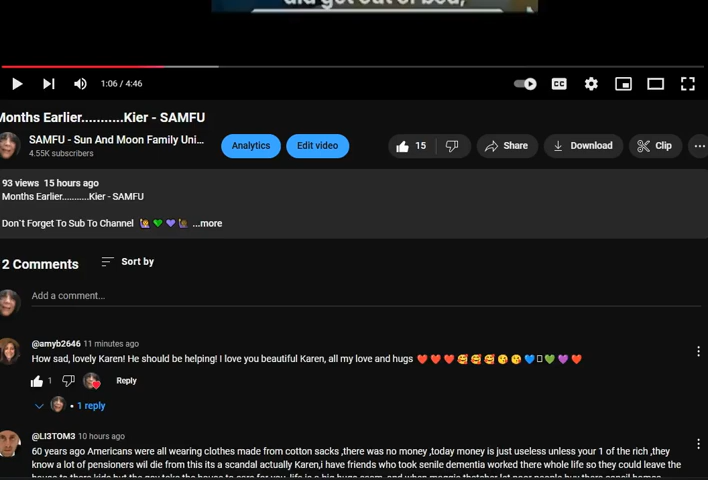 did get out of bed,
1:06 / 4:46
Months Earlier...........Kier - SAMFU
SAMFU - Sun And Moon Family Uni...
4.55K subscribers
Analytics
Edit video
15
Share
Download
Clip
93 views 15 hours ago
Months Earlier...........Kier - SAMFU
Don`t Forget To Sub To Channel 🙋 💚 💜 🙋🏿 ...more
2 Comments
Sort by
Add a comment...
@amyb2646 11 minutes ago
How sad, lovely Karen! He should be helping! I love you beautiful Karen, all my love and hugs ❤️ ❤️ ❤️ 🥰 🥰 🥰 😘 😘 💙 💚 💜 ❤️
1
Reply
• 1 reply
@LI3TOM3 10 hours ago
60 years ago Americans were all wearing clothes made from cotton sacks ,there was no money ,today money is just useless unless your 1 of the rich ,they
know a lot of pensioners wil die from this its a scandal actually Karen,i have friends who took senile dementia worked there whole life so they could leave the